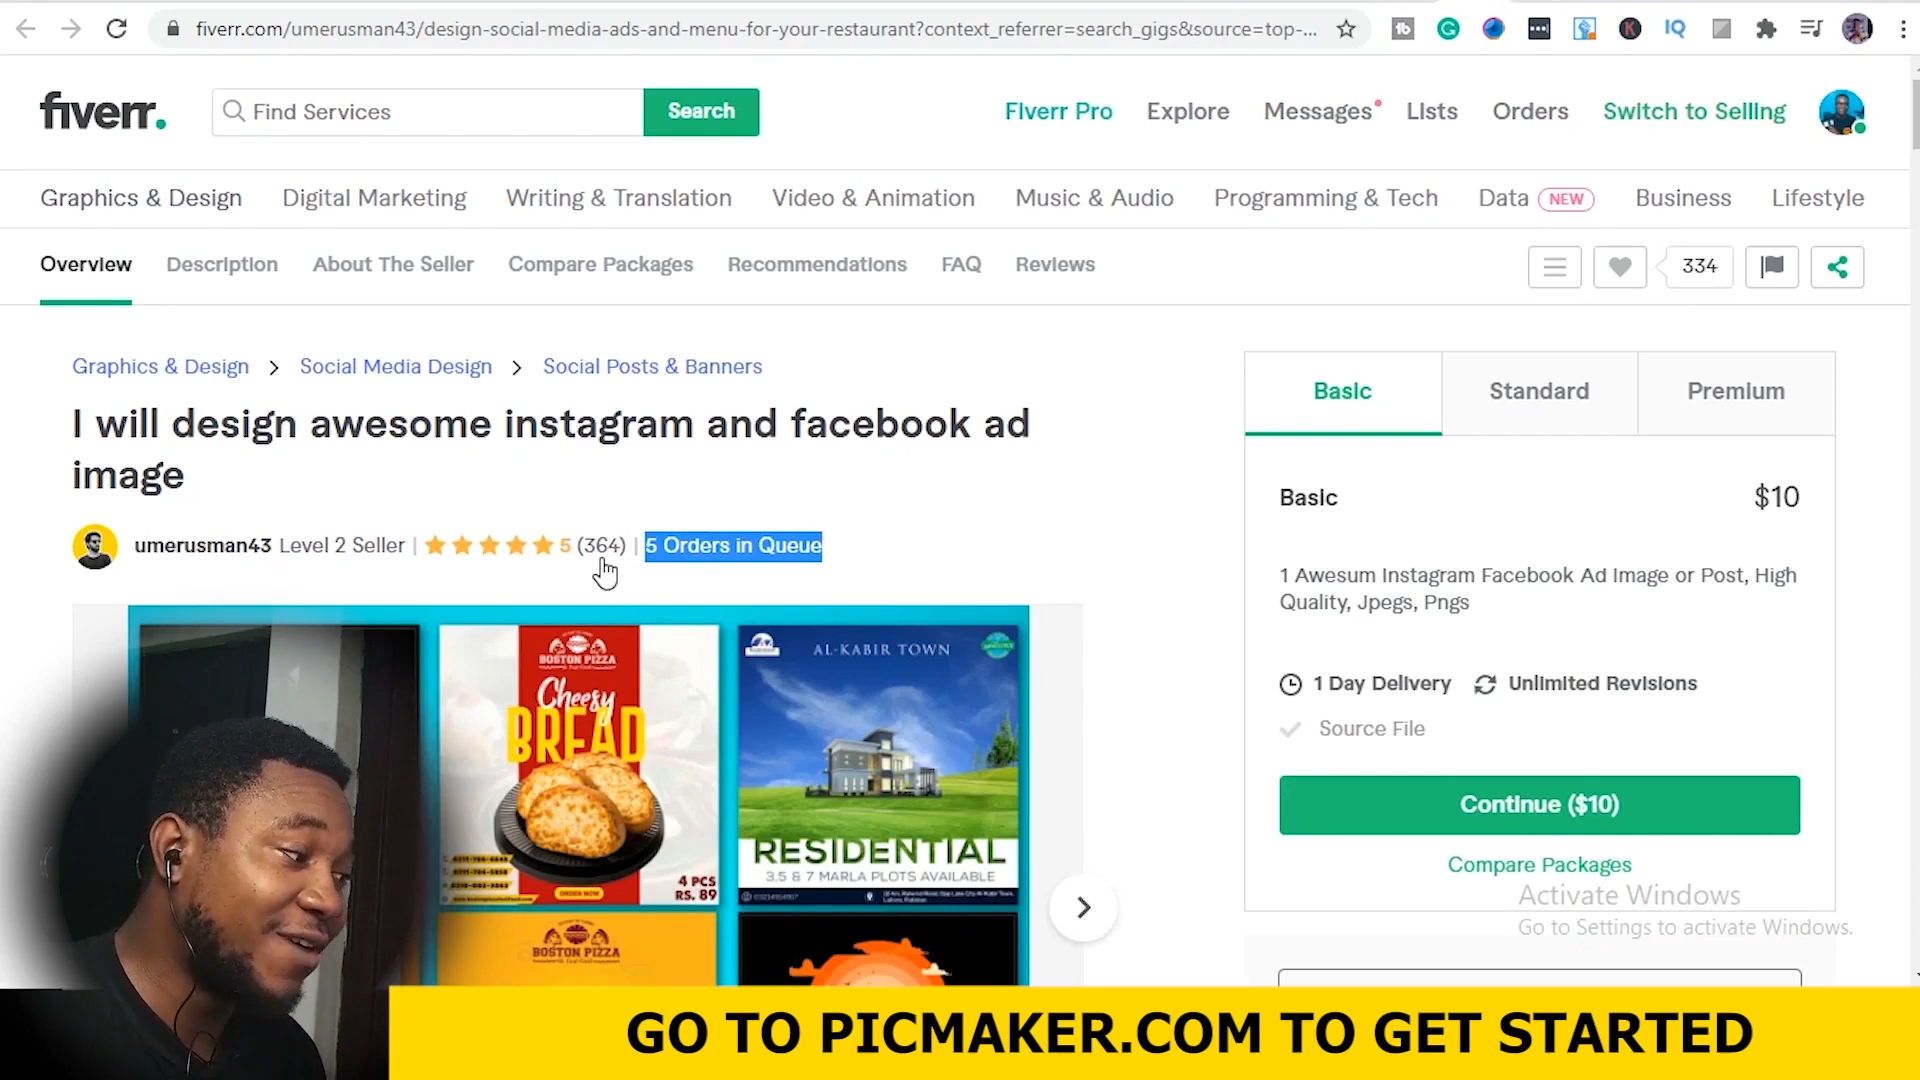 fiverr.com/umerusman43/design-social-media-ads-and-menu-for-your-restaurant?context_referrer=search_gigs&source=top-...
fiverr.
Find Services
Search
Fiverr Pro
Explore
Messages
Lists
Orders
Switch to Selling
Graphics & Design
Digital Marketing
Writing & Translation
Video & Animation
Music & Audio
Programming & Tech
Data NEW
Business
Lifestyle
Overview
Description
About The Seller
Compare Packages
Recommendations
FAQ
Reviews
334
Graphics & Design > Social Media Design > Social Posts & Banners
I will design awesome instagram and facebook ad
image
umerusman43 Level 2 Seller | 5 (364) | 5 Orders in Queue
Basic
Standard
Premium
Basic
$10
1 Awesum Instagram Facebook Ad Image or Post, High
Quality, Jpegs, Pngs
1 Day Delivery
Unlimited Revisions
Source File
Continue ($10)
Compare Packages
Activate Windows
Go to Settings to activate Windows.
BOSTON PIZZA
Cheesy
BREAD
ORDER NOW
4 PCS
RS. 89
AL-KABIR TOWN
RESIDENTIAL
3.5 & 7 MARLA PLOTS AVAILABLE
BOSTON PIZZA
GO TO PICMAKER.COM TO GET STARTED